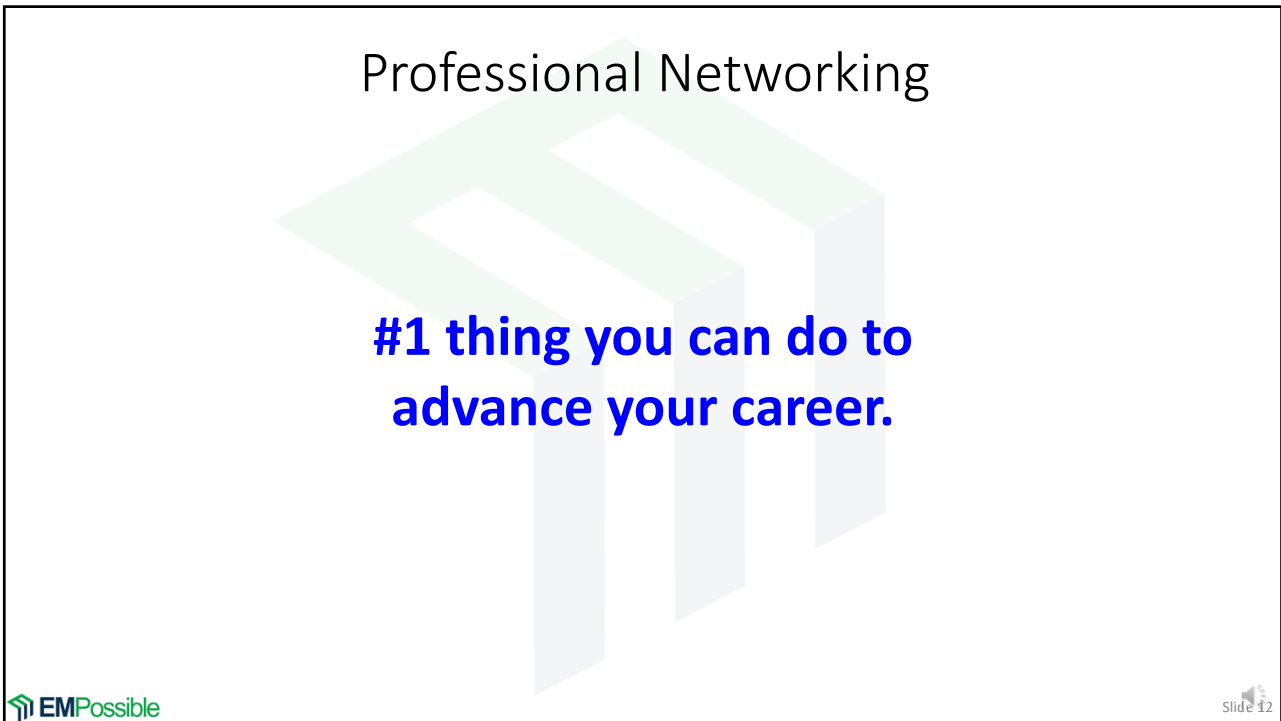 Professional Networking
#1 thing you can do to
advance your career.
EMPossible
Slide 12